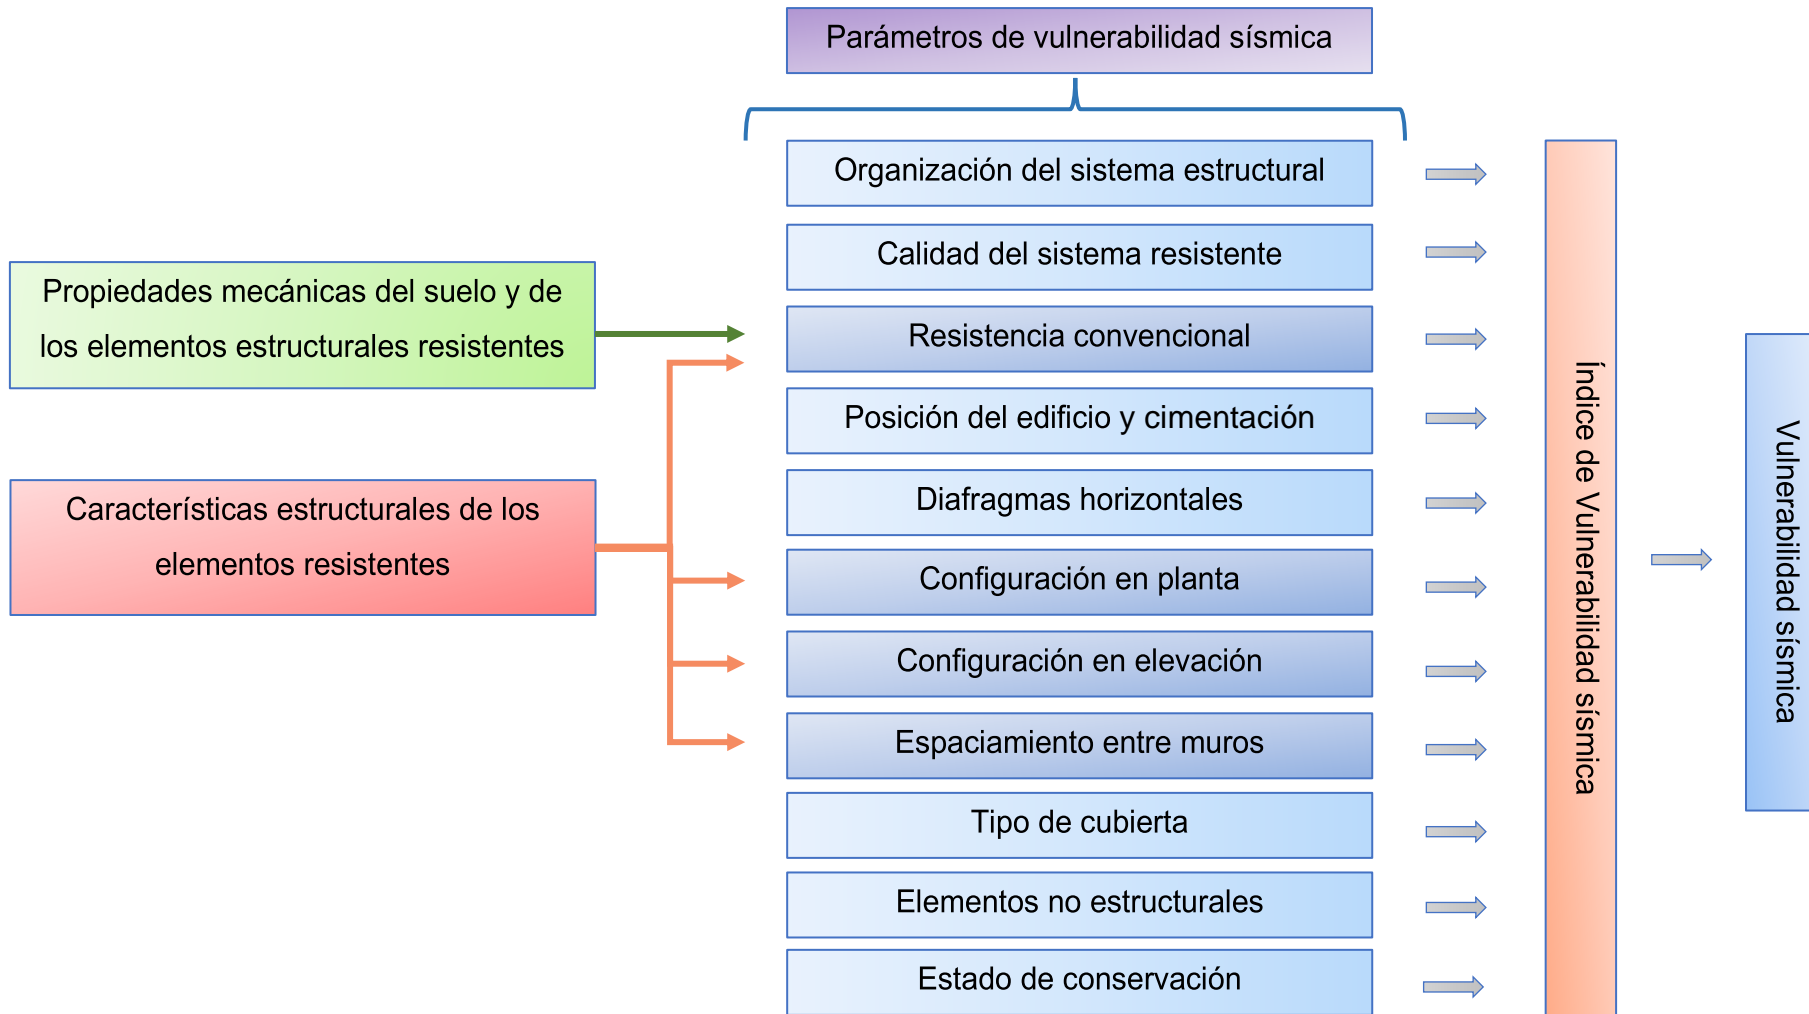 Parámetros de vulnerabilidad sísmica
Organización del sistema estructural
Calidad del sistema resistente
Propiedades mecánicas del suelo y de
los elementos estructurales resistentes
Resistencia convencional
Posición del edificio y cimentación
Diafragmas horizontales
Características estructurales de los
elementos resistentes
Configuración en planta
Configuración en elevación
Espaciamiento entre muros
Tipo de cubierta
Elementos no estructurales
Estado de conservación
Índice de Vulnerabilidad sísmica
Vulnerabilidad sísmica